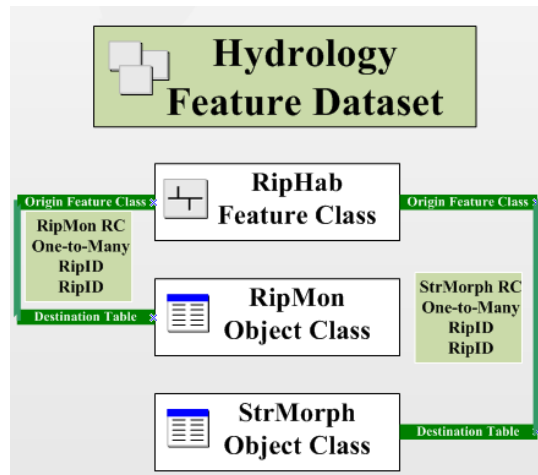 Hydrology
Feature Dataset
RipHab
Feature Class
Origin Feature Class
Origin Feature Class
RipMon RC
One-to-Many
RipID
RipID
RipMon
Object Class
StrMorph RC
One-to-Many
RipID
RipID
Destination Table
StrMorph
Object Class
Destination Table